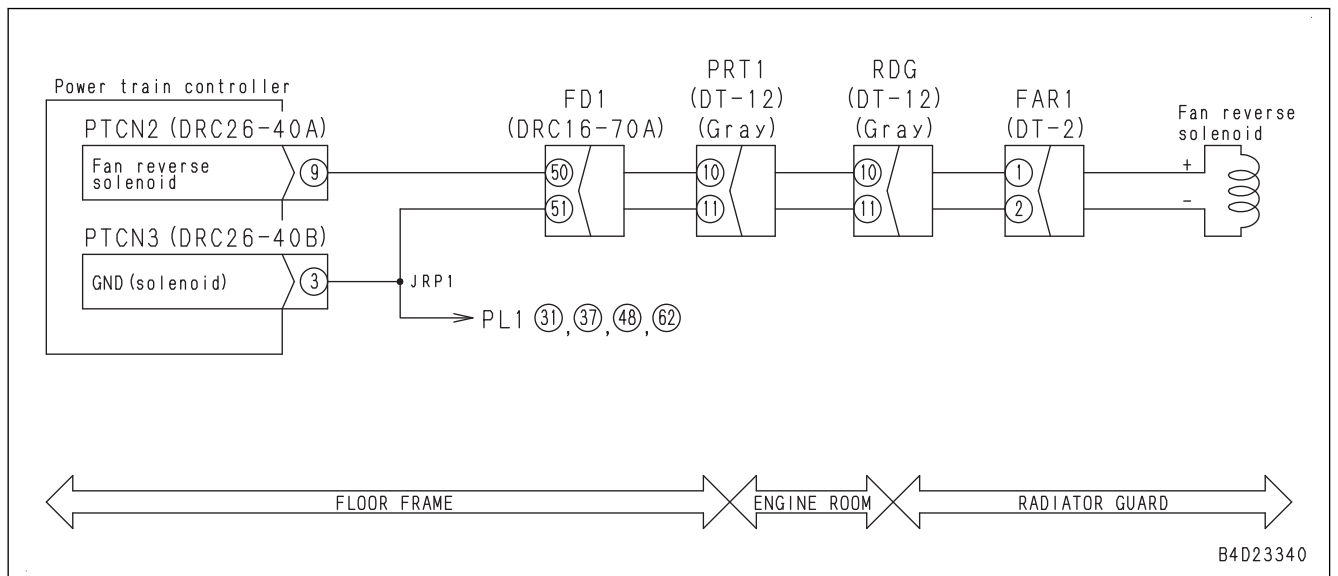 Power train controller
PTCN2 (DRC26-40A)
Fan reverse
solenoid
9
PTCN3 (DRC26-40B)
GND (solenoid)
3
JRP1
PL1 31, 37, 48, 62
FD1
(DRC16-70A)
50
51
PRT1
(DT-12)
(Gray)
10
11
RDG
(DT-12)
(Gray)
10
11
FAR1
(DT-2)
1
2
Fan reverse
solenoid
+
-
FLOOR FRAME
ENGINE ROOM
RADIATOR GUARD
B4D23340